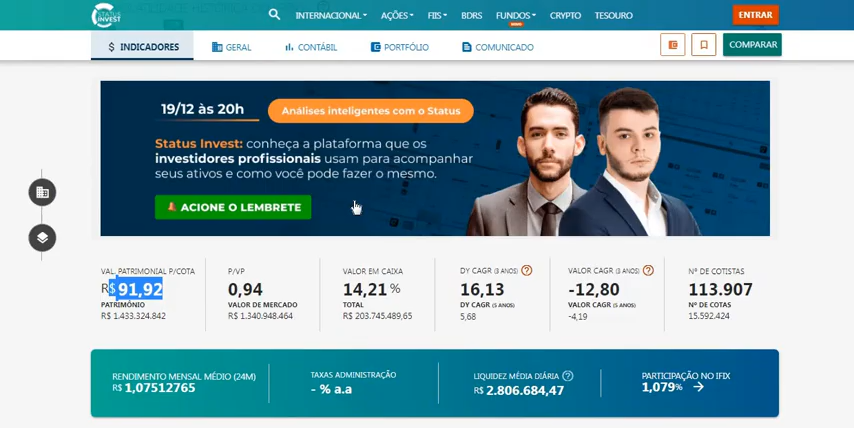 STATUS INVEST
INTERNACIONAL AÇÕES FIIS BDRS FUNDOS CRYPTO TESOURO ENTRAR
$ INDICADORES GERAL CONTÁBIL PORTFÓLIO COMUNICADO COMPARAR
19/12 às 20h Análises inteligentes com o Status
Status Invest: conheça a plataforma que os
investidores profissionais usam para acompanhar
seus ativos e como você pode fazer o mesmo.
ACIONE O LEMBRETE
VAL. PATRIMONIAL P/COTA P/VP VALOR EM CAIXA DY CAGR (3 ANOS) VALOR CAGR (3 ANOS) Nº DE COTISTAS
R$ 91,92 0,94 14,21 % 16,13 -12,80 113.907
PATRIMÔNIO VALOR DE MERCADO TOTAL DY CAGR (5 ANOS) VALOR CAGR (5 ANOS) Nº DE COTAS
R$ 1.433.324.842 R$ 1.340.948.464 R$ 203.745.489,65 5,68 -4,19 15.592.424
RENDIMENTO MENSAL MÉDIO (24M) TAXAS ADMINISTRAÇÃO LIQUIDEZ MÉDIA DIÁRIA PARTICIPAÇÃO NO IFIX
R$ 1,07512765 - % a.a R$ 2.806.684,47 1,079%